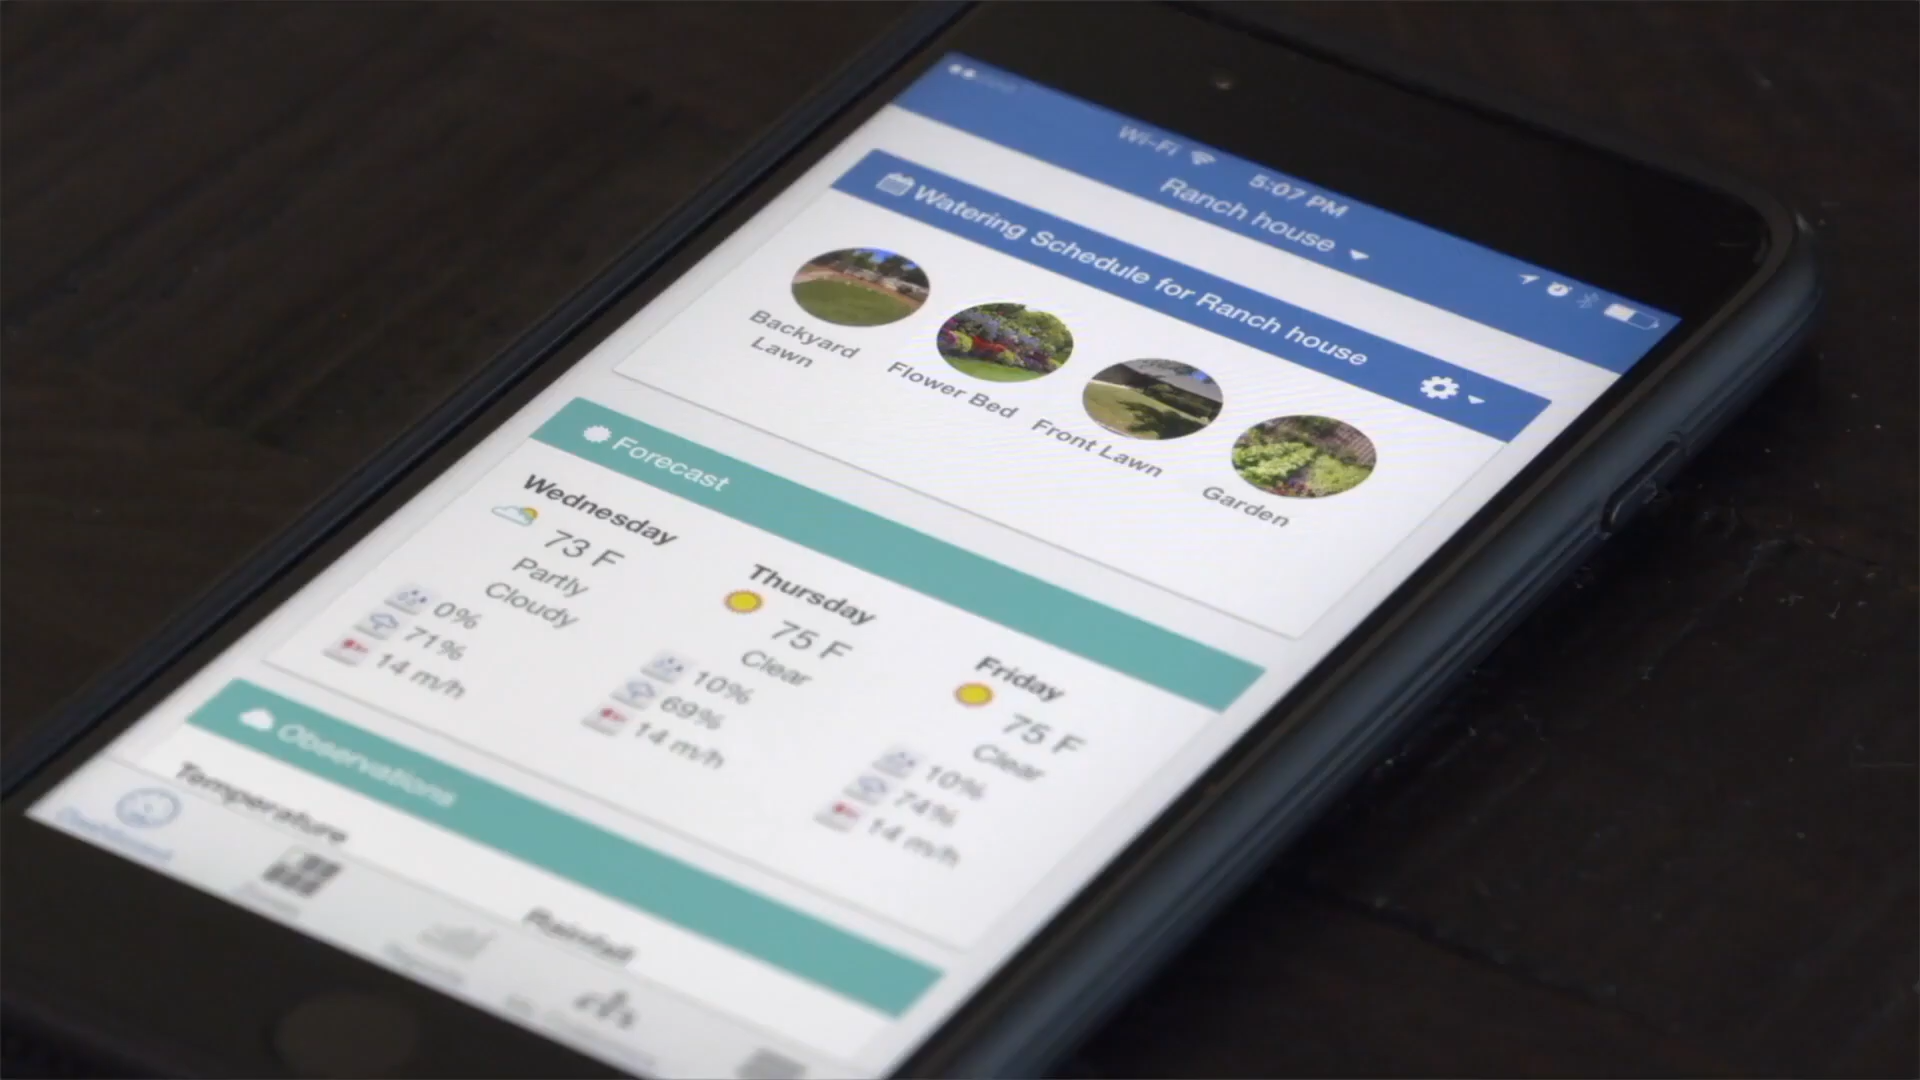 Wi-Fi
5:07 PM
Ranch house
Watering Schedule for Ranch house
Backyard
Lawn
Flower Bed
Front Lawn
Garden
Forecast
Wednesday
73 F
Partly
Cloudy
0%
71%
14 m/h
Thursday
75 F
Clear
10%
69%
14 m/h
Friday
75 F
Clear
10%
74%
14 m/h
Observations
Temperature
Rainfall
Dashboard